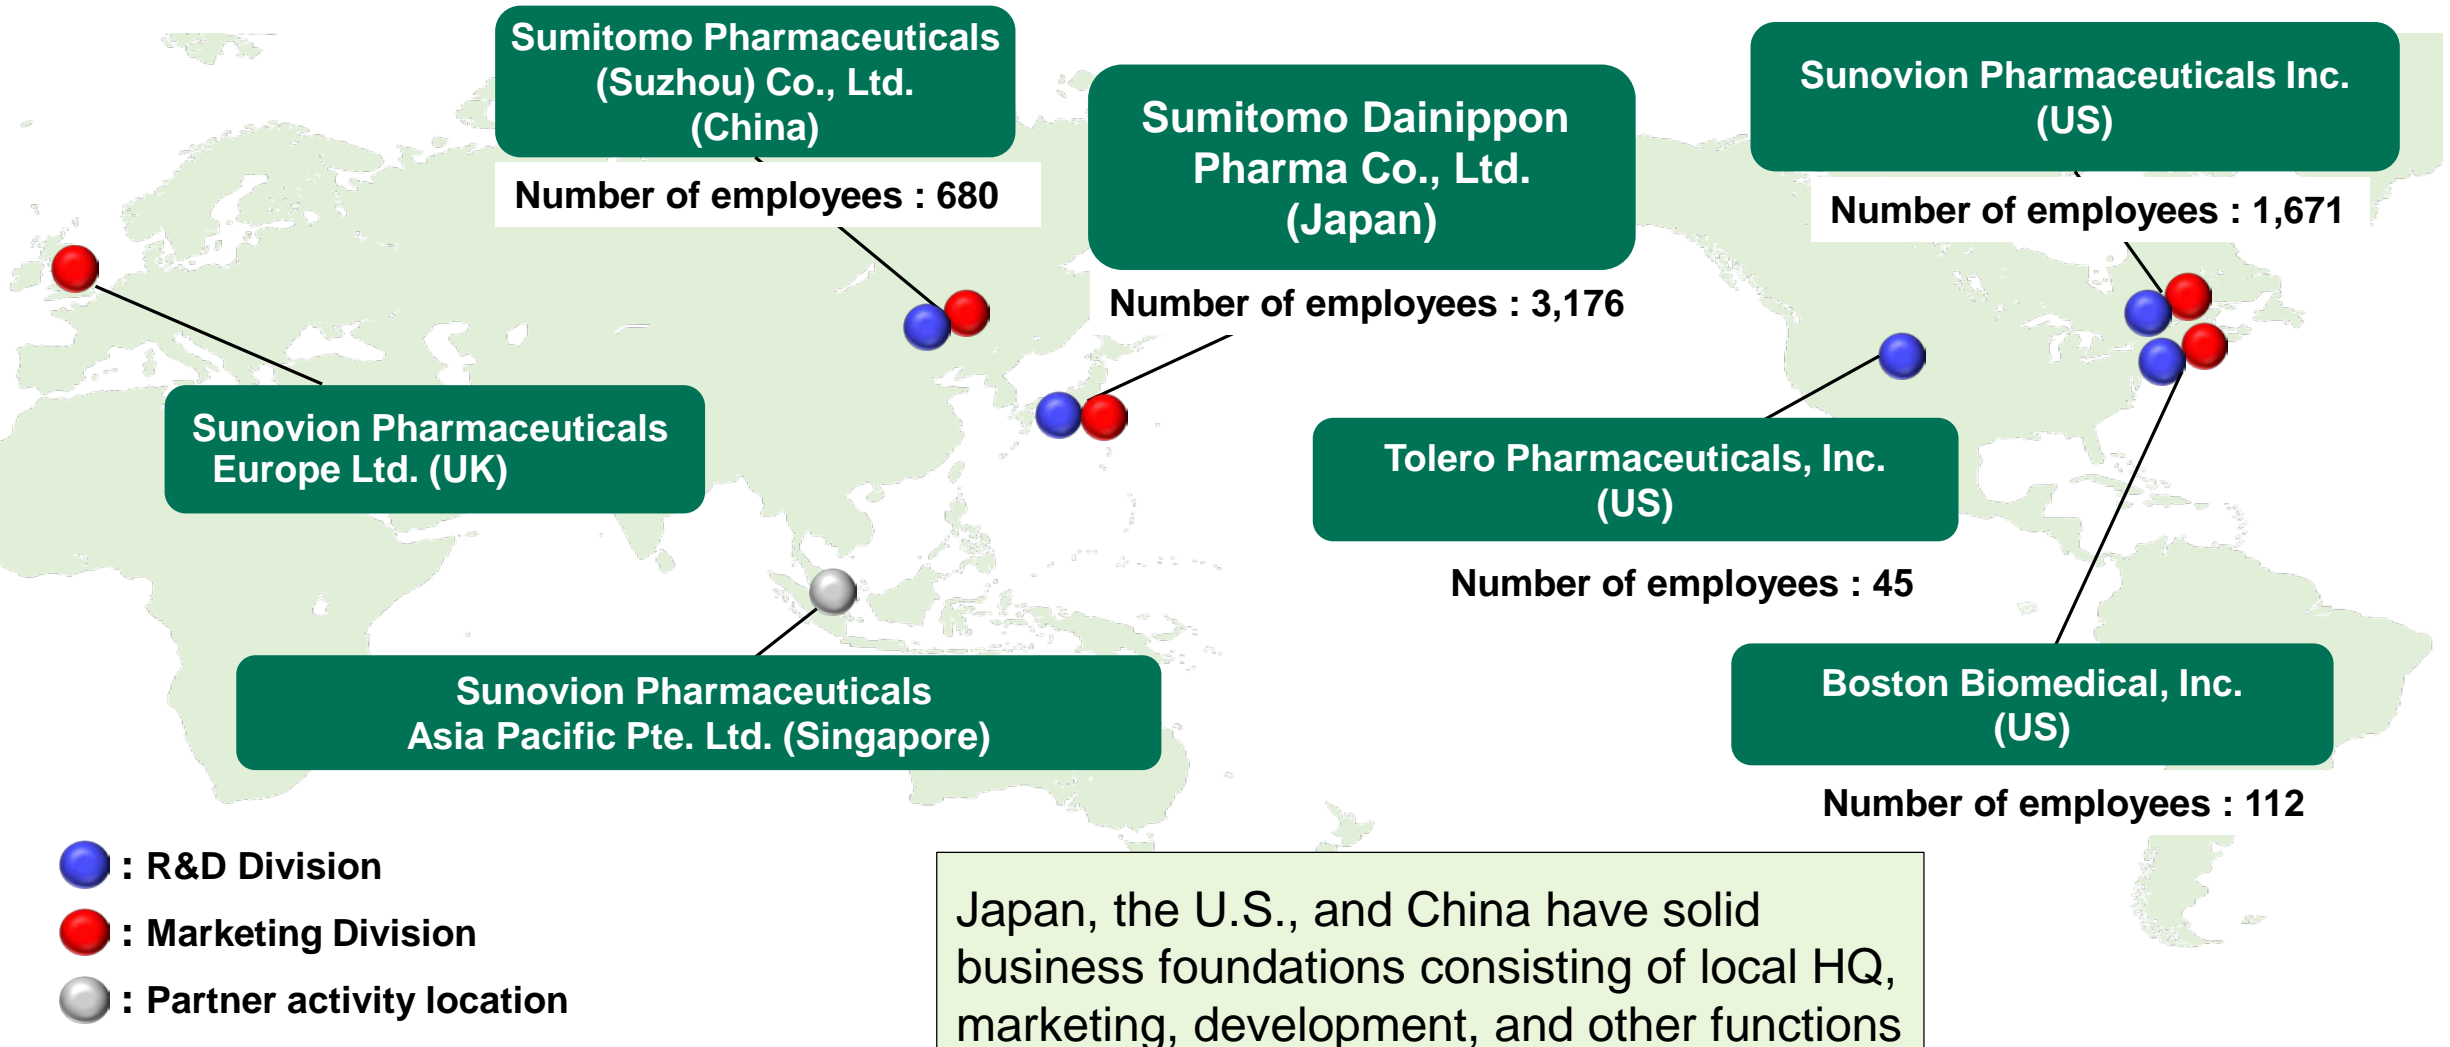 Sumitomo Pharmaceuticals
(Suzhou) Co., Ltd.
(China)
Number of employees : 680
Sumitomo Dainippon
Pharma Co., Ltd.
(Japan)
Number of employees : 3,176
Sunovion Pharmaceuticals Inc.
(US)
Number of employees : 1,671
Sunovion Pharmaceuticals
Europe Ltd. (UK)
Tolero Pharmaceuticals, Inc.
(US)
Number of employees : 45
Sunovion Pharmaceuticals
Asia Pacific Pte. Ltd. (Singapore)
Boston Biomedical, Inc.
(US)
Number of employees : 112
: R&D Division
: Marketing Division
: Partner activity location
Japan, the U.S., and China have solid
business foundations consisting of local HQ,
marketing, development, and other functions